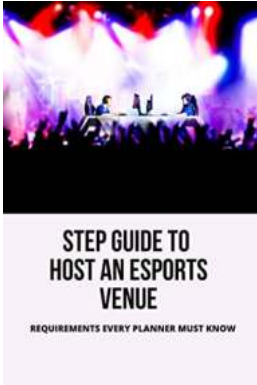 STEP GUIDE TO
HOST AN ESPORTS
VENUE
REQUIREMENTS EVERY PLANNER MUST KNOW